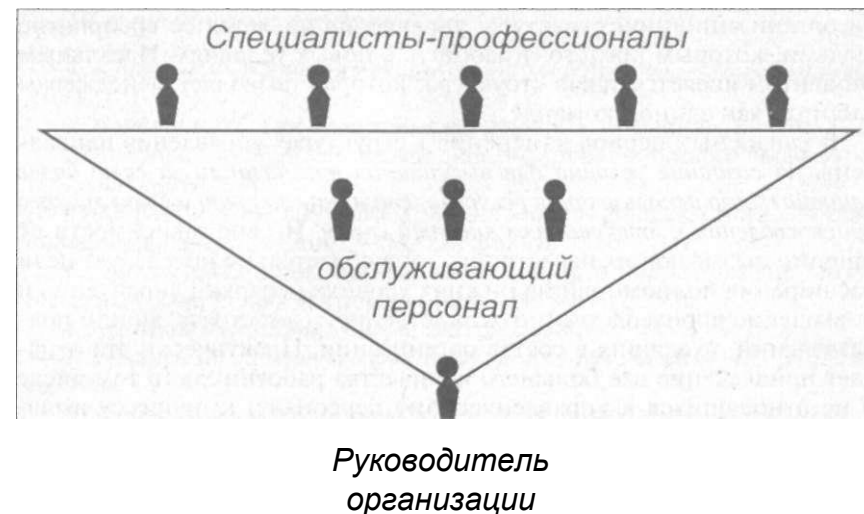 Специалисты-профессионалы
обслуживающий
персонал
Руководитель
организации